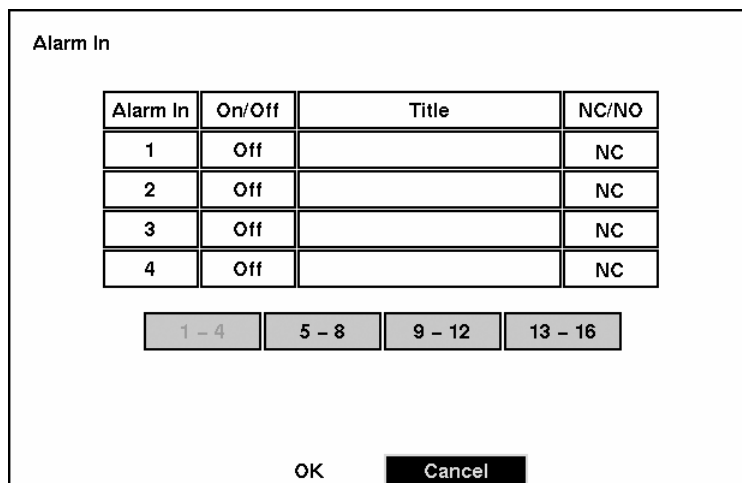 Alarm In
Alarm In On/Off Title NC/NO
1 Off NC
2 Off NC
3 Off NC
4 Off NC
1 – 4 5 – 8 9 – 12 13 – 16
OK Cancel